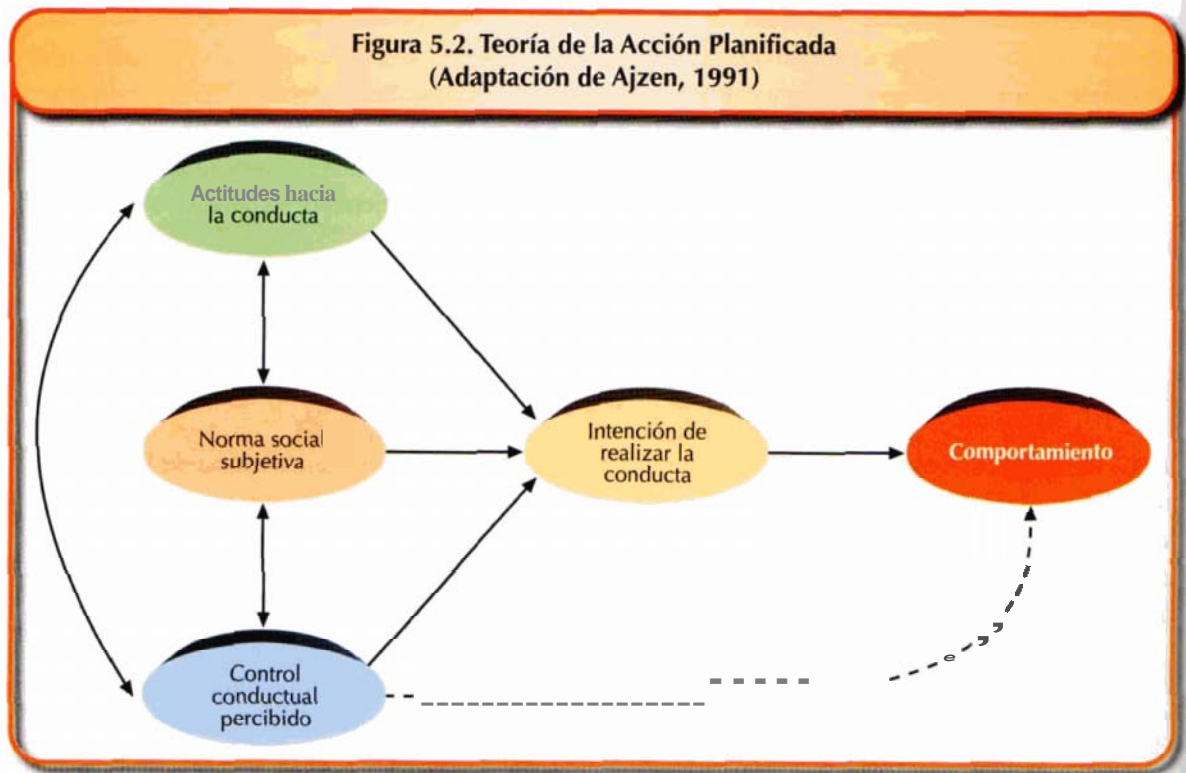 Figura 5.2. Teoría de la Acción Planificada
(Adaptación de Ajzen, 1991)
Actitudes hacia
la conducta
Norma social
subjetiva
Intención de
realizar la
conducta
Comportamiento
Control
conductual
percibido